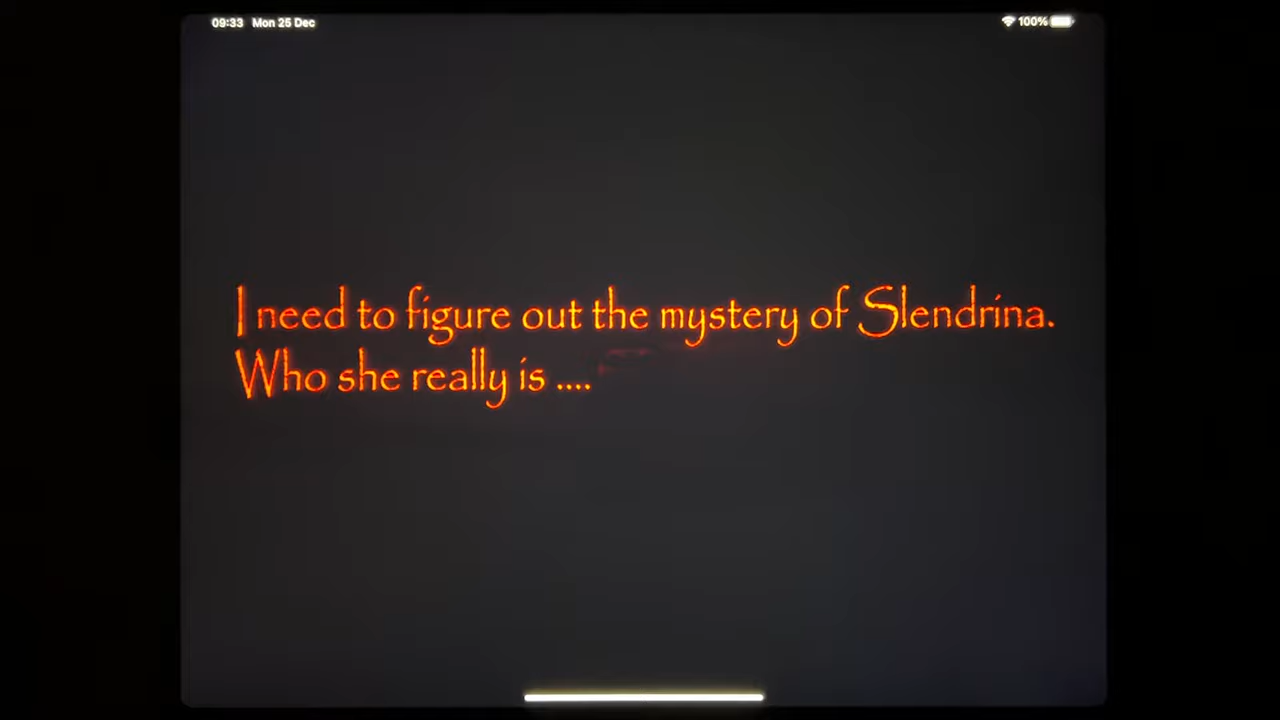 09:33 Mon 25 Dec 100%
I need to figure out the mystery of Slendrina.
Who she really is ....